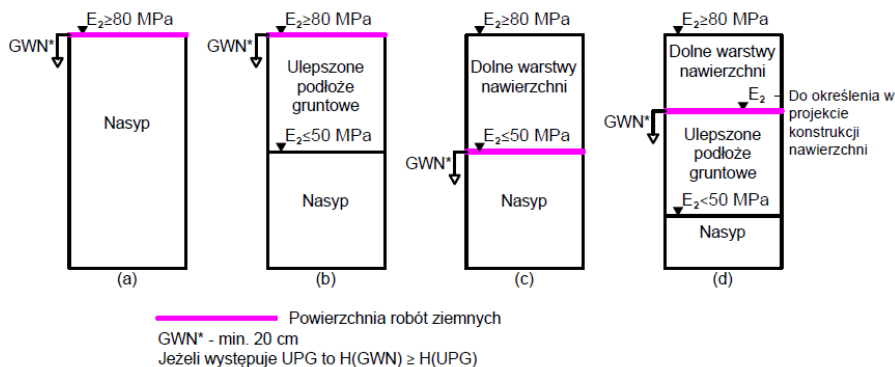 E₂≥80 MPa
GWN*
Nasyp
(a)
E₂≥80 MPa
GWN*
Ulepszone
podłoże
gruntowe
E₂≤50 MPa
Nasyp
(b)
E₂≥80 MPa
Dolne warstwy
nawierzchni
E₂≤50 MPa
GWN*
Nasyp
(c)
E₂≥80 MPa
Dolne warstwy
nawierzchni
E₂ – Do określenia w
projekcie
konstrukcji
nawierzchni
GWN*
Ulepszone
podłoże
gruntowe
E₂<50 MPa
Nasyp
(d)
Powierzchnia robót ziemnych
GWN* - min. 20 cm
Jeżeli występuje UPG to H(GWN) ≥ H(UPG)